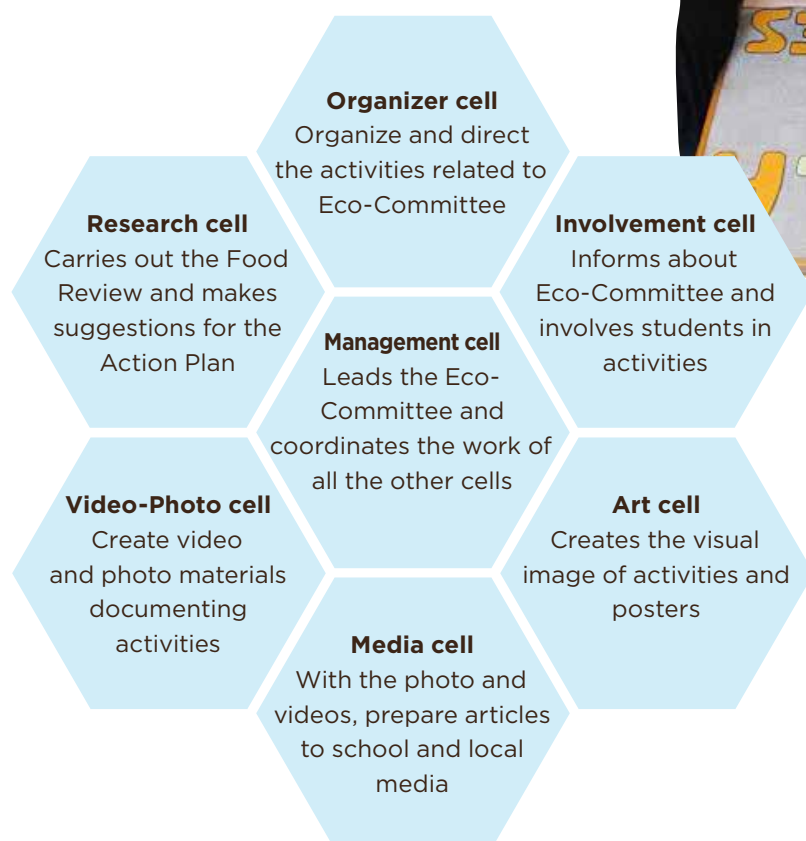 Organizer cell
Organize and direct
the activities related to
Eco-Committee
Research cell
Carries out the Food
Review and makes
suggestions for the
Action Plan
Involvement cell
Informs about
Eco-Committee and
involves students in
activities
Management cell
Leads the Eco-
Committee and
coordinates the work of
all the other cells
Video-Photo cell
Create video
and photo materials
documenting
activities
Art cell
Creates the visual
image of activities and
posters
Media cell
With the photo and
videos, prepare articles
to school and local
media